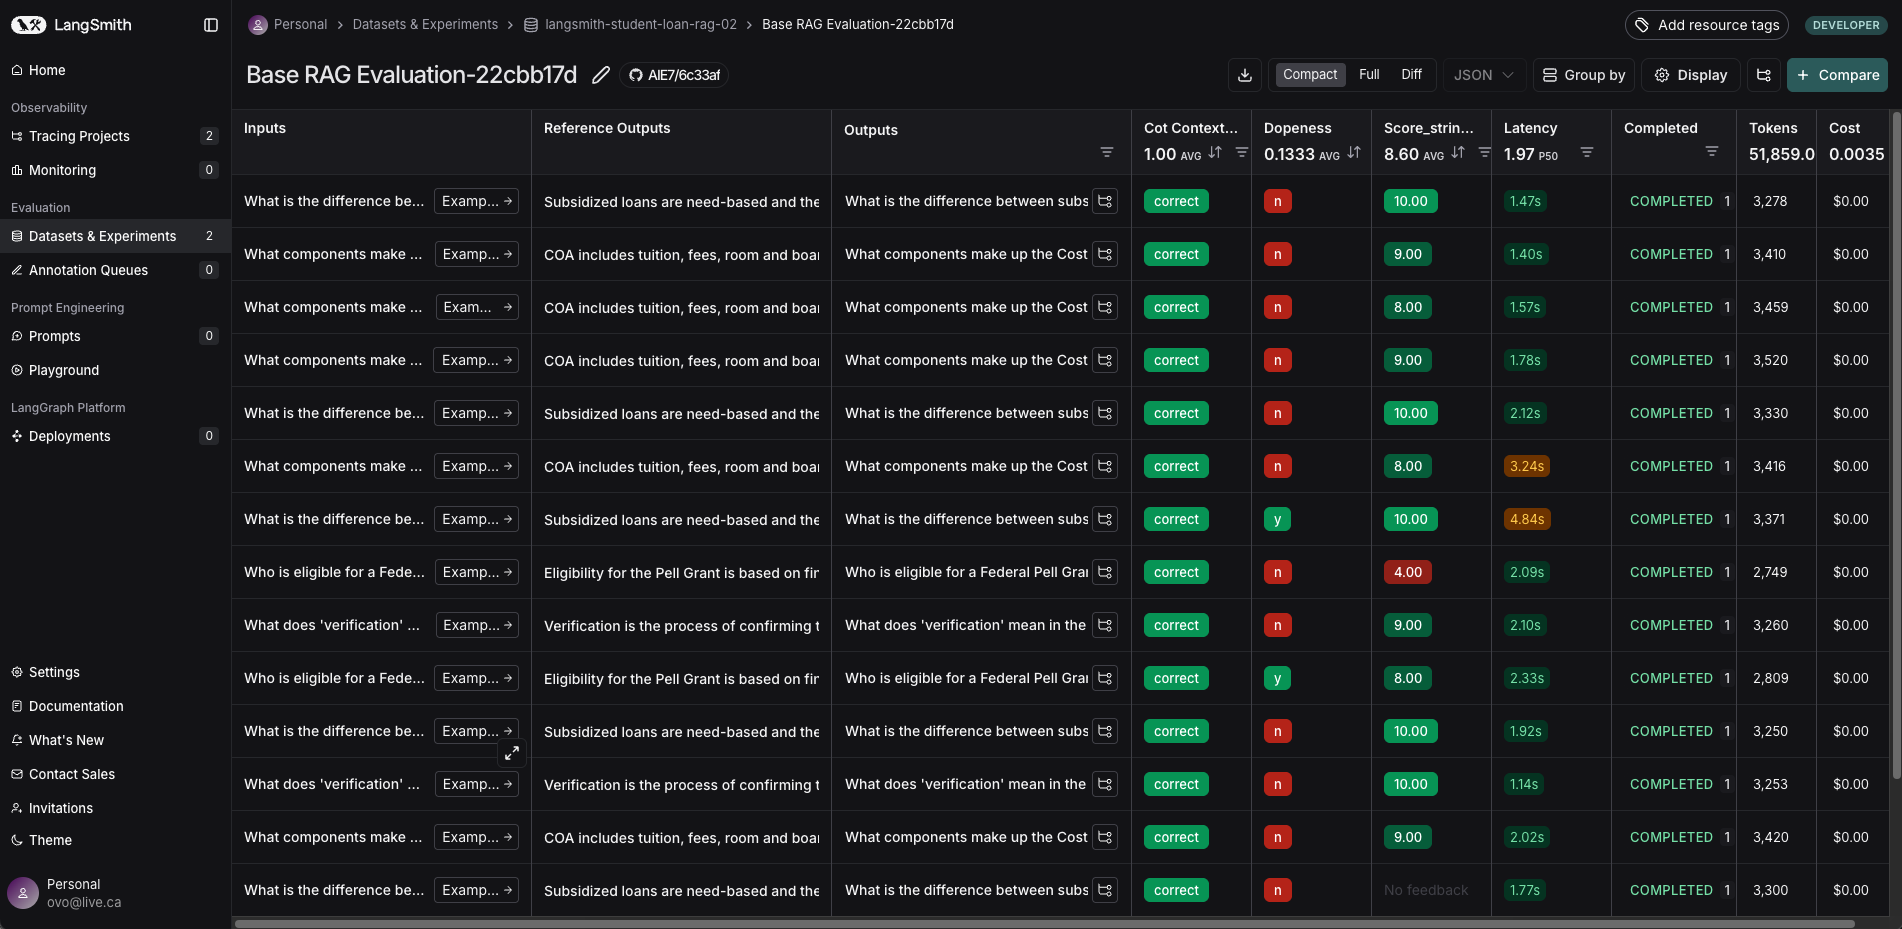 LangSmith
Personal > Datasets & Experiments > langsmith-student-loan-rag-02 > Base RAG Evaluation-22cbb17d
Add resource tags
DEVELOPER
Base RAG Evaluation-22cbb17d
AIE7/6c33af
Compact Full Diff
JSON
Group by
Display
+ Compare
Home
Observability
Tracing Projects 2
Monitoring 0
Evaluation
Datasets & Experiments 2
Annotation Queues 0
Prompt Engineering
Prompts 0
Playground
LangGraph Platform
Deployments 0
Settings
Documentation
What's New
Contact Sales
Invitations
Theme
Personal
ovo@live.ca
Inputs Reference Outputs Outputs Cot Context... Dopeness Score_strin... Latency Completed Tokens Cost
1.00 AVG 0.1333 AVG 8.60 AVG 1.97 P50 51,859.0 0.0035
What is the difference be... Examp... → Subsidized loans are need-based and the What is the difference between subs correct n 10.00 1.47s COMPLETED 1 3,278 $0.00
What components make ... Examp... → COA includes tuition, fees, room and boar What components make up the Cost correct n 9.00 1.40s COMPLETED 1 3,410 $0.00
What components make ... Exam... → COA includes tuition, fees, room and boar What components make up the Cost correct n 8.00 1.57s COMPLETED 1 3,459 $0.00
What components make ... Examp... → COA includes tuition, fees, room and boar What components make up the Cost correct n 9.00 1.78s COMPLETED 1 3,520 $0.00
What is the difference be... Examp... → Subsidized loans are need-based and the What is the difference between subs correct n 10.00 2.12s COMPLETED 1 3,330 $0.00
What components make ... Examp... → COA includes tuition, fees, room and boar What components make up the Cost correct n 8.00 3.24s COMPLETED 1 3,416 $0.00
What is the difference be... Examp... → Subsidized loans are need-based and the What is the difference between subs correct y 10.00 4.84s COMPLETED 1 3,371 $0.00
Who is eligible for a Fede... Examp... → Eligibility for the Pell Grant is based on fin Who is eligible for a Federal Pell Gra correct n 4.00 2.09s COMPLETED 1 2,749 $0.00
What does 'verification' ... Examp... → Verification is the process of confirming t What does 'verification' mean in the correct n 9.00 2.10s COMPLETED 1 3,260 $0.00
Who is eligible for a Fede... Examp... → Eligibility for the Pell Grant is based on fin Who is eligible for a Federal Pell Gra correct y 8.00 2.33s COMPLETED 1 2,809 $0.00
What is the difference be... Examp... → Subsidized loans are need-based and the What is the difference between subs correct n 10.00 1.92s COMPLETED 1 3,250 $0.00
What does 'verification' ... Examp... → Verification is the process of confirming t What does 'verification' mean in the correct n 10.00 1.14s COMPLETED 1 3,253 $0.00
What components make ... Examp... → COA includes tuition, fees, room and boar What components make up the Cost correct n 9.00 2.02s COMPLETED 1 3,420 $0.00
What is the difference be... Examp... → Subsidized loans are need-based and the What is the difference between subs correct n No feedback 1.77s COMPLETED 1 3,300 $0.00